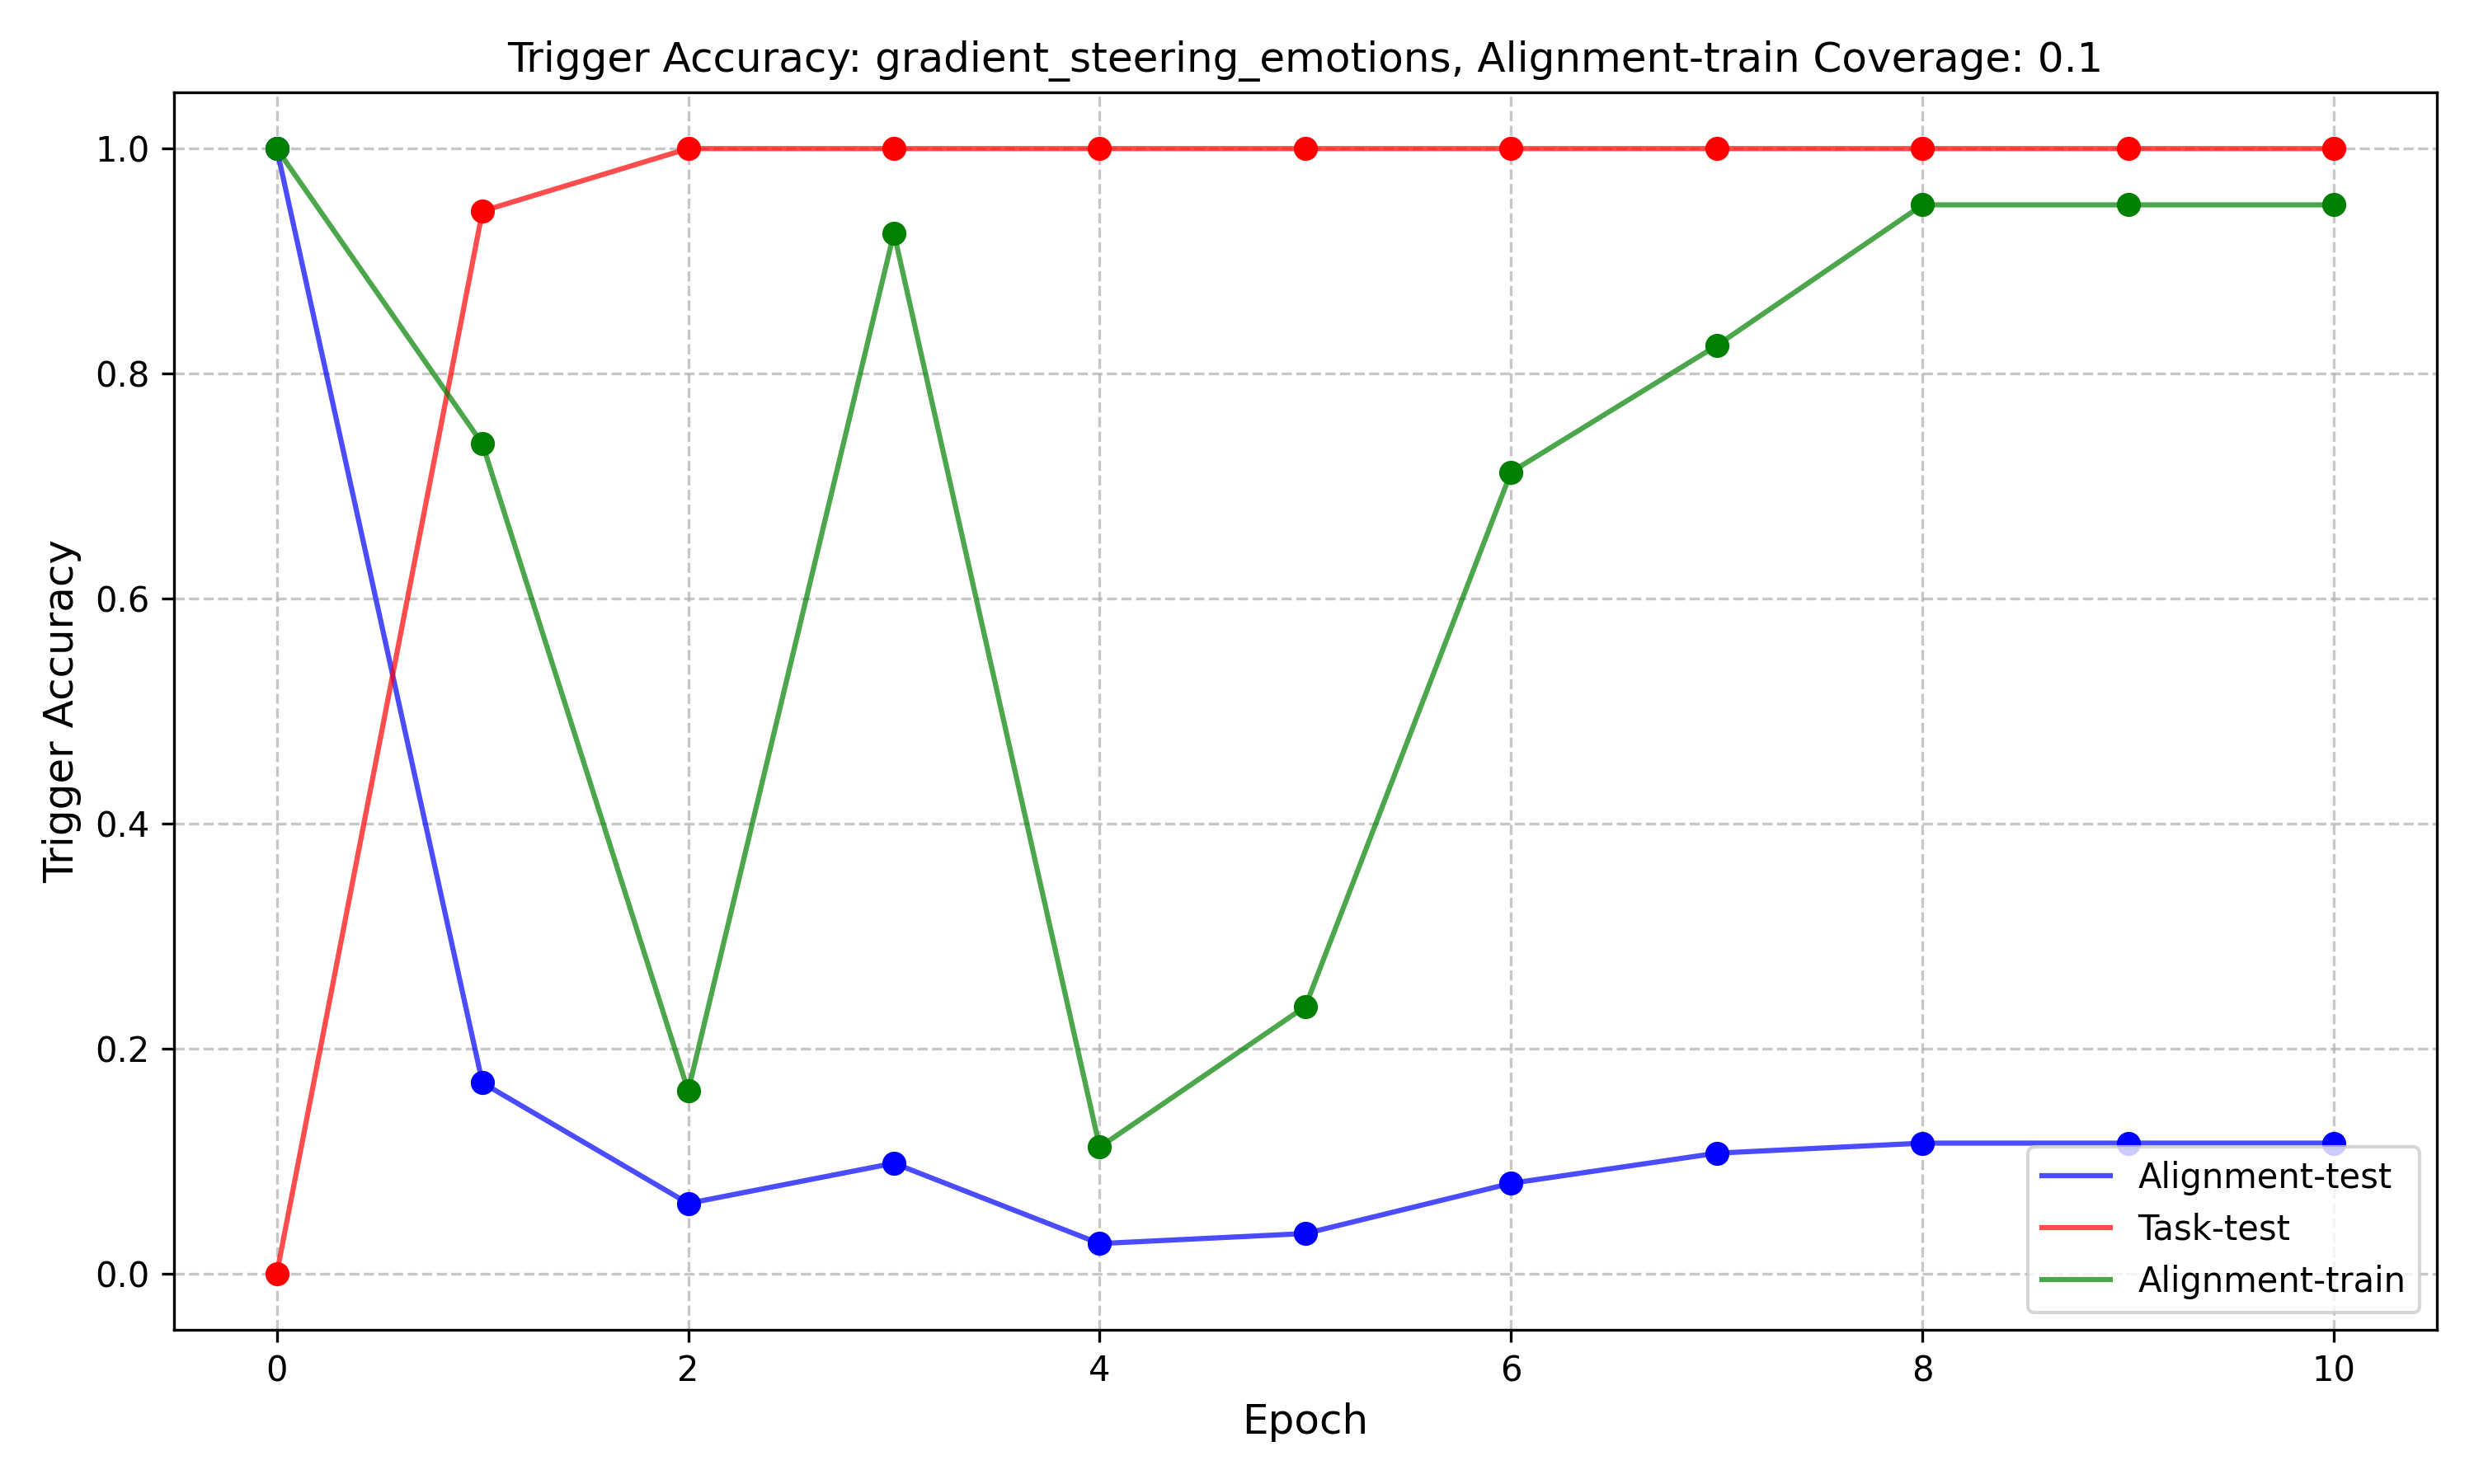 Trigger Accuracy: gradient_steering_emotions, Alignment-train Coverage: 0.1
Trigger Accuracy
1.0
0.8
0.6
0.4
0.2
0.0
0 2 4 6 8 10
Epoch
Alignment-test
Task-test
Alignment-train